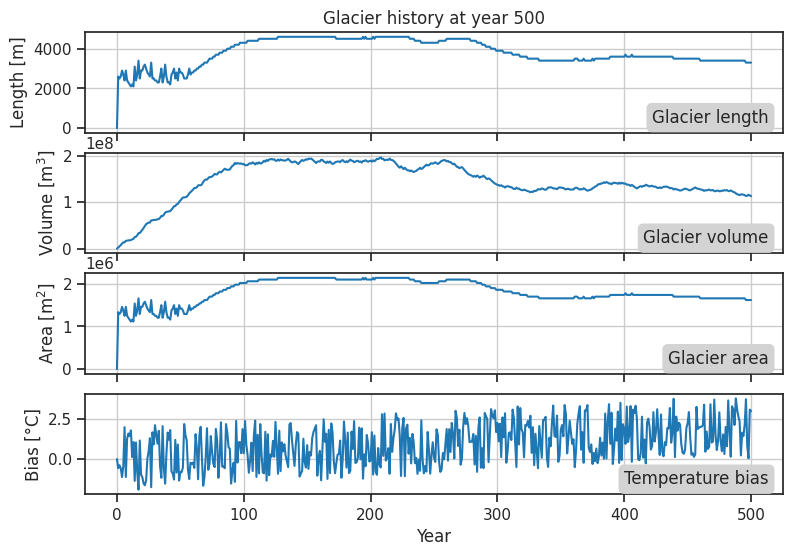 Glacier history at year 500
Length [m]
4000
2000
0
Glacier length
1e8
Volume [m³]
2
1
0
Glacier volume
1e6
Area [m²]
2
1
0
Glacier area
Bias [°C]
2.5
0.0
Temperature bias
0 100 200 300 400 500
Year